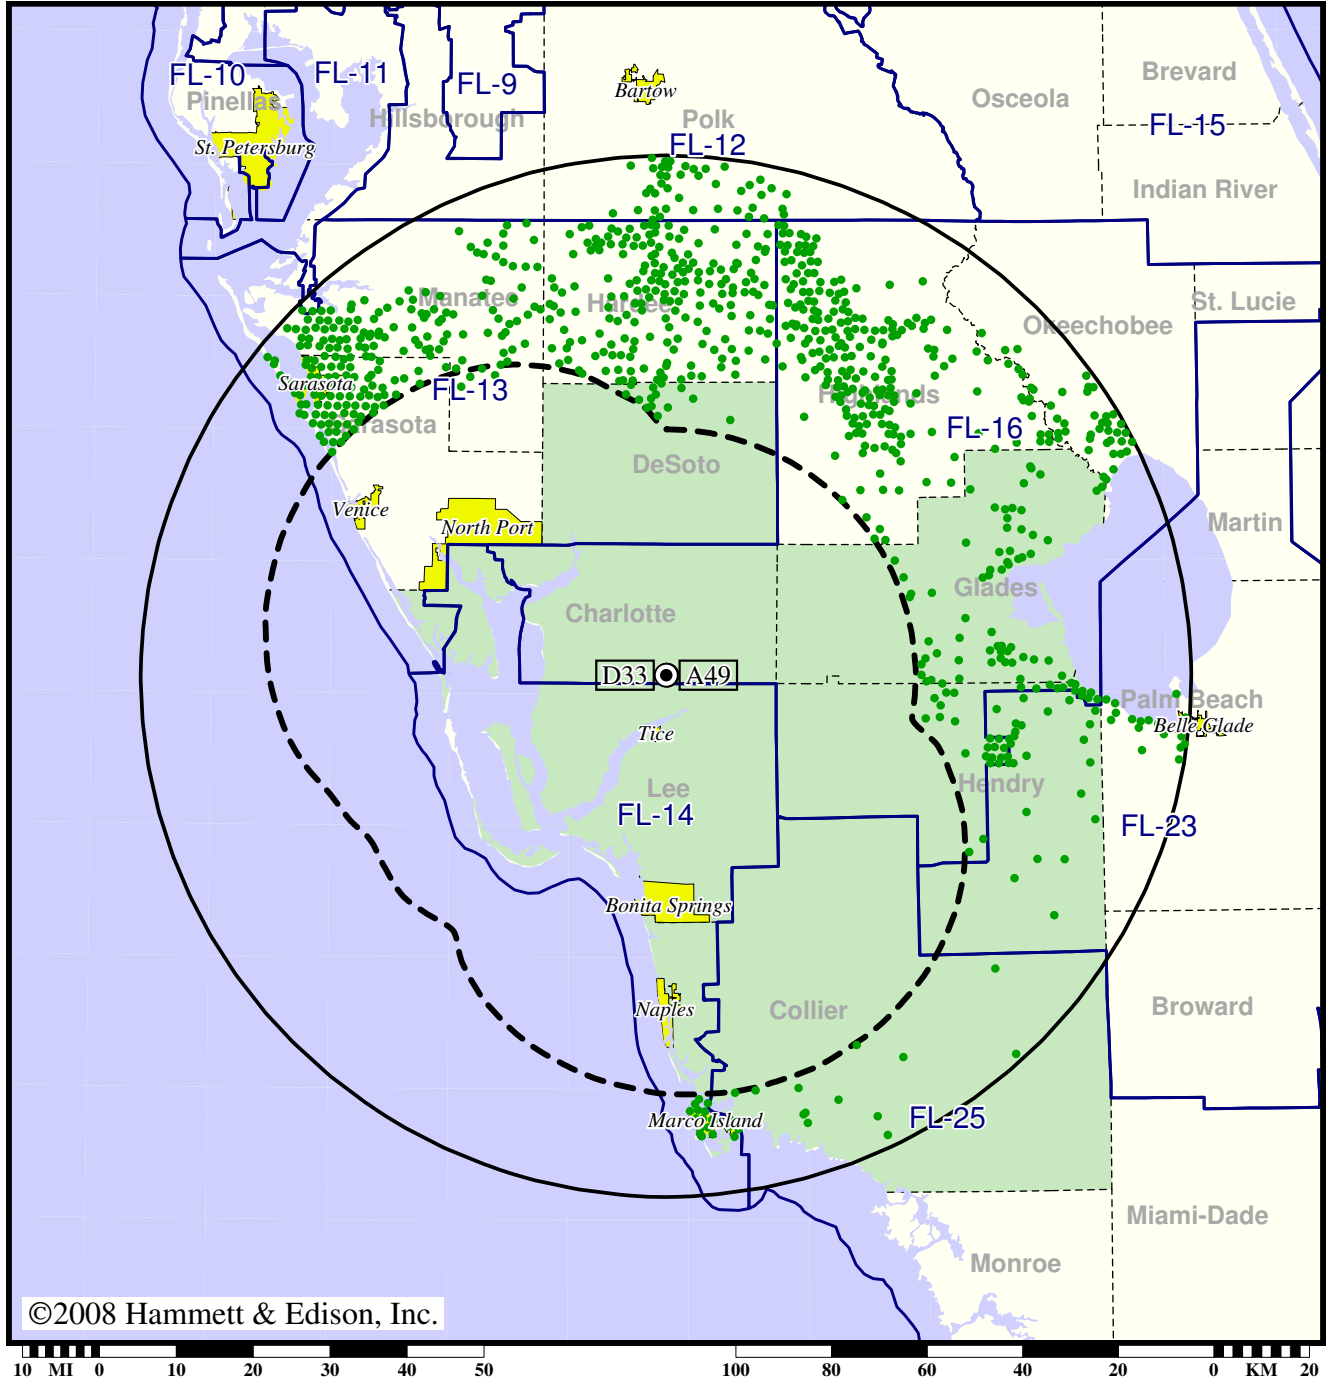 FL-10
FL-11
FL-9
Pinellas
Hillsborough
St. Petersburg
Bartow
Polk
FL-12
Osceola
Brevard
FL-15
Indian River
Manatee
Hardee
St. Lucie
Okeechobee
Sarasota
FL-13
Sarasota
Highlands
FL-16
DeSoto
Venice
North Port
Martin
Charlotte
Glades
D33
A49
Palm Beach
Belle Glade
Tice
Lee
FL-14
Hendry
FL-23
Bonita Springs
Naples
Collier
Broward
Marco Island
FL-25
Miami-Dade
Monroe
©2008 Hammett & Edison, Inc.
10 MI 0 10 20 30 40 50 100 80 60 40 20 0 KM 20